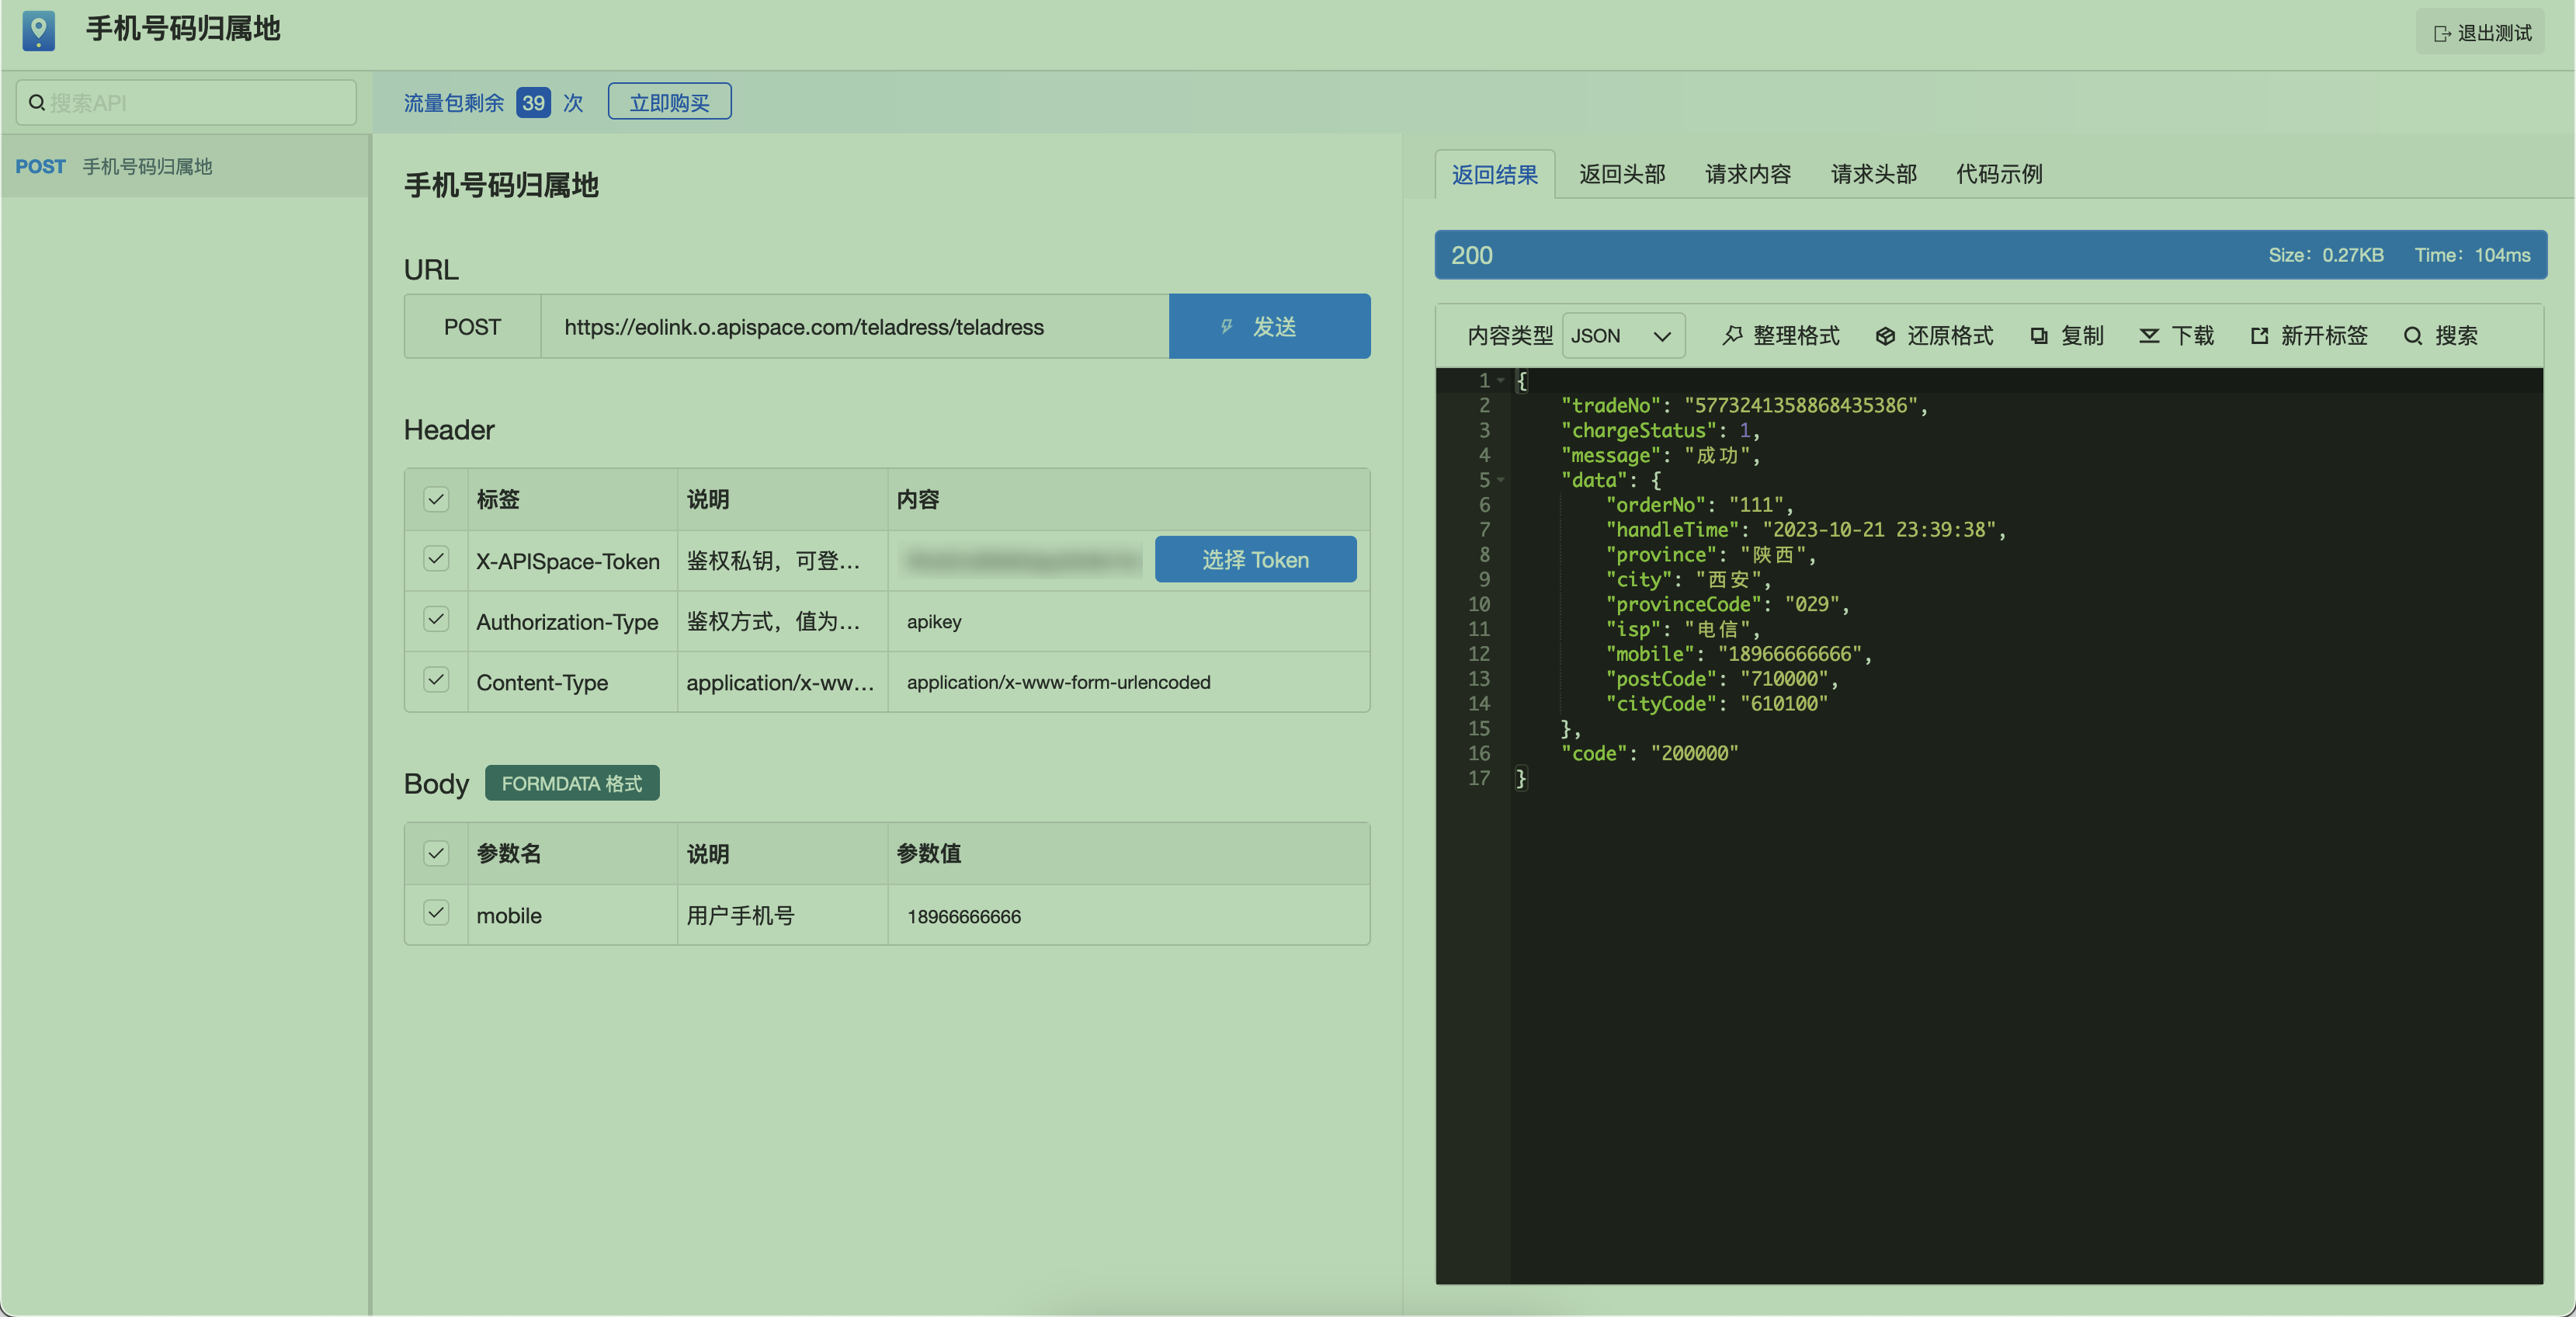 手机号码归属地
退出测试
搜索API
流量包剩余 39 次 立即购买
POST 手机号码归属地
手机号码归属地
URL
POST https://eolink.o.apispace.com/teladress/teladress 发送
Header
标签 说明 内容
X-APISpace-Token 鉴权私钥，可登... 选择 Token
Authorization-Type 鉴权方式，值为... apikey
Content-Type application/x-ww... application/x-www-form-urlencoded
Body FORMDATA 格式
参数名 说明 参数值
mobile 用户手机号 18966666666
返回结果 返回头部 请求内容 请求头部 代码示例
200 Size：0.27KB Time：104ms
内容类型 JSON 整理格式 还原格式 复制 下载 新开标签 搜索
1 {
2 "tradeNo": "5773241358868435386",
3 "chargeStatus": 1,
4 "message": "成功",
5 "data": {
6 "orderNo": "111",
7 "handleTime": "2023-10-21 23:39:38",
8 "province": "陕西",
9 "city": "西安",
10 "provinceCode": "029",
11 "isp": "电信",
12 "mobile": "18966666666",
13 "postCode": "710000",
14 "cityCode": "610100"
15 },
16 "code": "200000"
17 }